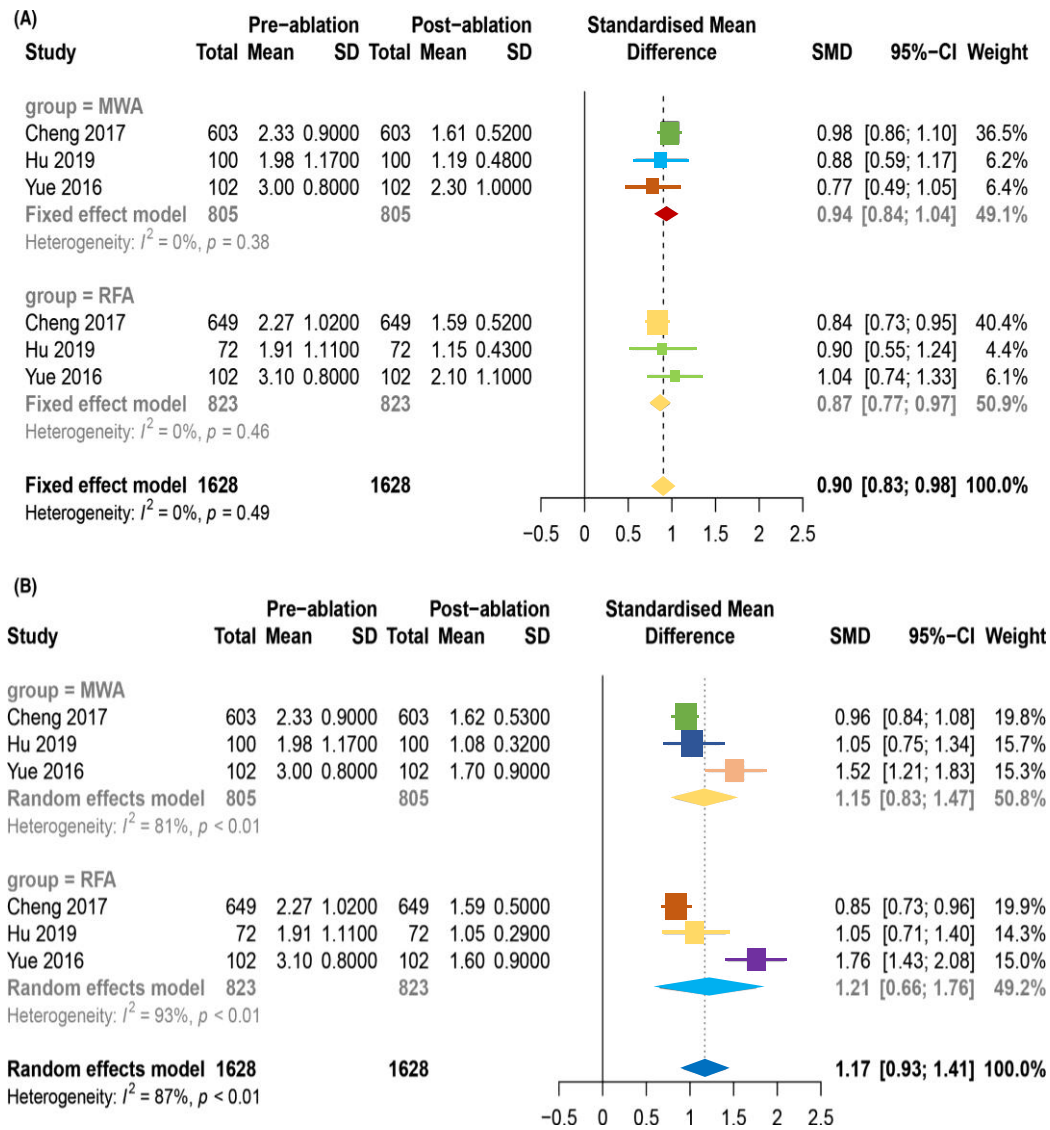 (A)
Pre−ablation Post−ablation Standardised Mean
Study Total Mean SD Total Mean SD Difference SMD 95%−CI Weight
group = MWA
Cheng 2017 603 2.33 0.9000 603 1.61 0.5200 0.98 [0.86; 1.10] 36.5%
Hu 2019 100 1.98 1.1700 100 1.19 0.4800 0.88 [0.59; 1.17] 6.2%
Yue 2016 102 3.00 0.8000 102 2.30 1.0000 0.77 [0.49; 1.05] 6.4%
Fixed effect model 805 805 0.94 [0.84; 1.04] 49.1%
Heterogeneity: I² = 0%, p = 0.38
group = RFA
Cheng 2017 649 2.27 1.0200 649 1.59 0.5200 0.84 [0.73; 0.95] 40.4%
Hu 2019 72 1.91 1.1100 72 1.15 0.4300 0.90 [0.55; 1.24] 4.4%
Yue 2016 102 3.10 0.8000 102 2.10 1.1000 1.04 [0.74; 1.33] 6.1%
Fixed effect model 823 823 0.87 [0.77; 0.97] 50.9%
Heterogeneity: I² = 0%, p = 0.46
Fixed effect model 1628 1628 0.90 [0.83; 0.98] 100.0%
Heterogeneity: I² = 0%, p = 0.49
−0.5 0 0.5 1 1.5 2 2.5
(B)
Pre−ablation Post−ablation Standardised Mean
Study Total Mean SD Total Mean SD Difference SMD 95%−CI Weight
group = MWA
Cheng 2017 603 2.33 0.9000 603 1.62 0.5300 0.96 [0.84; 1.08] 19.8%
Hu 2019 100 1.98 1.1700 100 1.08 0.3200 1.05 [0.75; 1.34] 15.7%
Yue 2016 102 3.00 0.8000 102 1.70 0.9000 1.52 [1.21; 1.83] 15.3%
Random effects model 805 805 1.15 [0.83; 1.47] 50.8%
Heterogeneity: I² = 81%, p < 0.01
group = RFA
Cheng 2017 649 2.27 1.0200 649 1.59 0.5000 0.85 [0.73; 0.96] 19.9%
Hu 2019 72 1.91 1.1100 72 1.05 0.2900 1.05 [0.71; 1.40] 14.3%
Yue 2016 102 3.10 0.8000 102 1.60 0.9000 1.76 [1.43; 2.08] 15.0%
Random effects model 823 823 1.21 [0.66; 1.76] 49.2%
Heterogeneity: I² = 93%, p < 0.01
Random effects model 1628 1628 1.17 [0.93; 1.41] 100.0%
Heterogeneity: I² = 87%, p < 0.01
−0.5 0 0.5 1 1.5 2 2.5